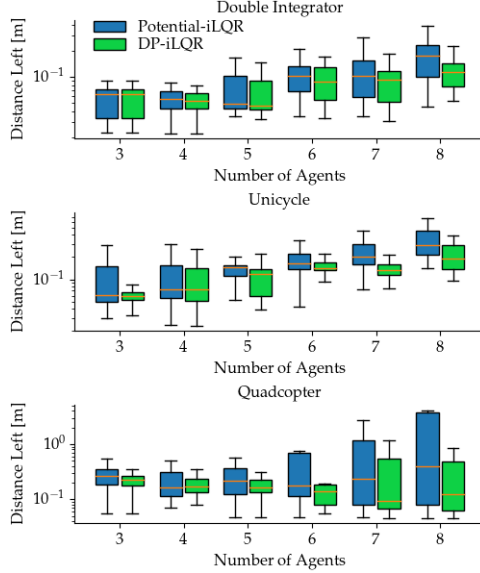 Double Integrator
Potential-iLQR
DP-iLQR
Distance Left [m]
10⁻¹
3 4 5 6 7 8
Number of Agents
Unicycle
Distance Left [m]
10⁻¹
3 4 5 6 7 8
Number of Agents
Quadcopter
Distance Left [m]
10⁰
10⁻¹
3 4 5 6 7 8
Number of Agents